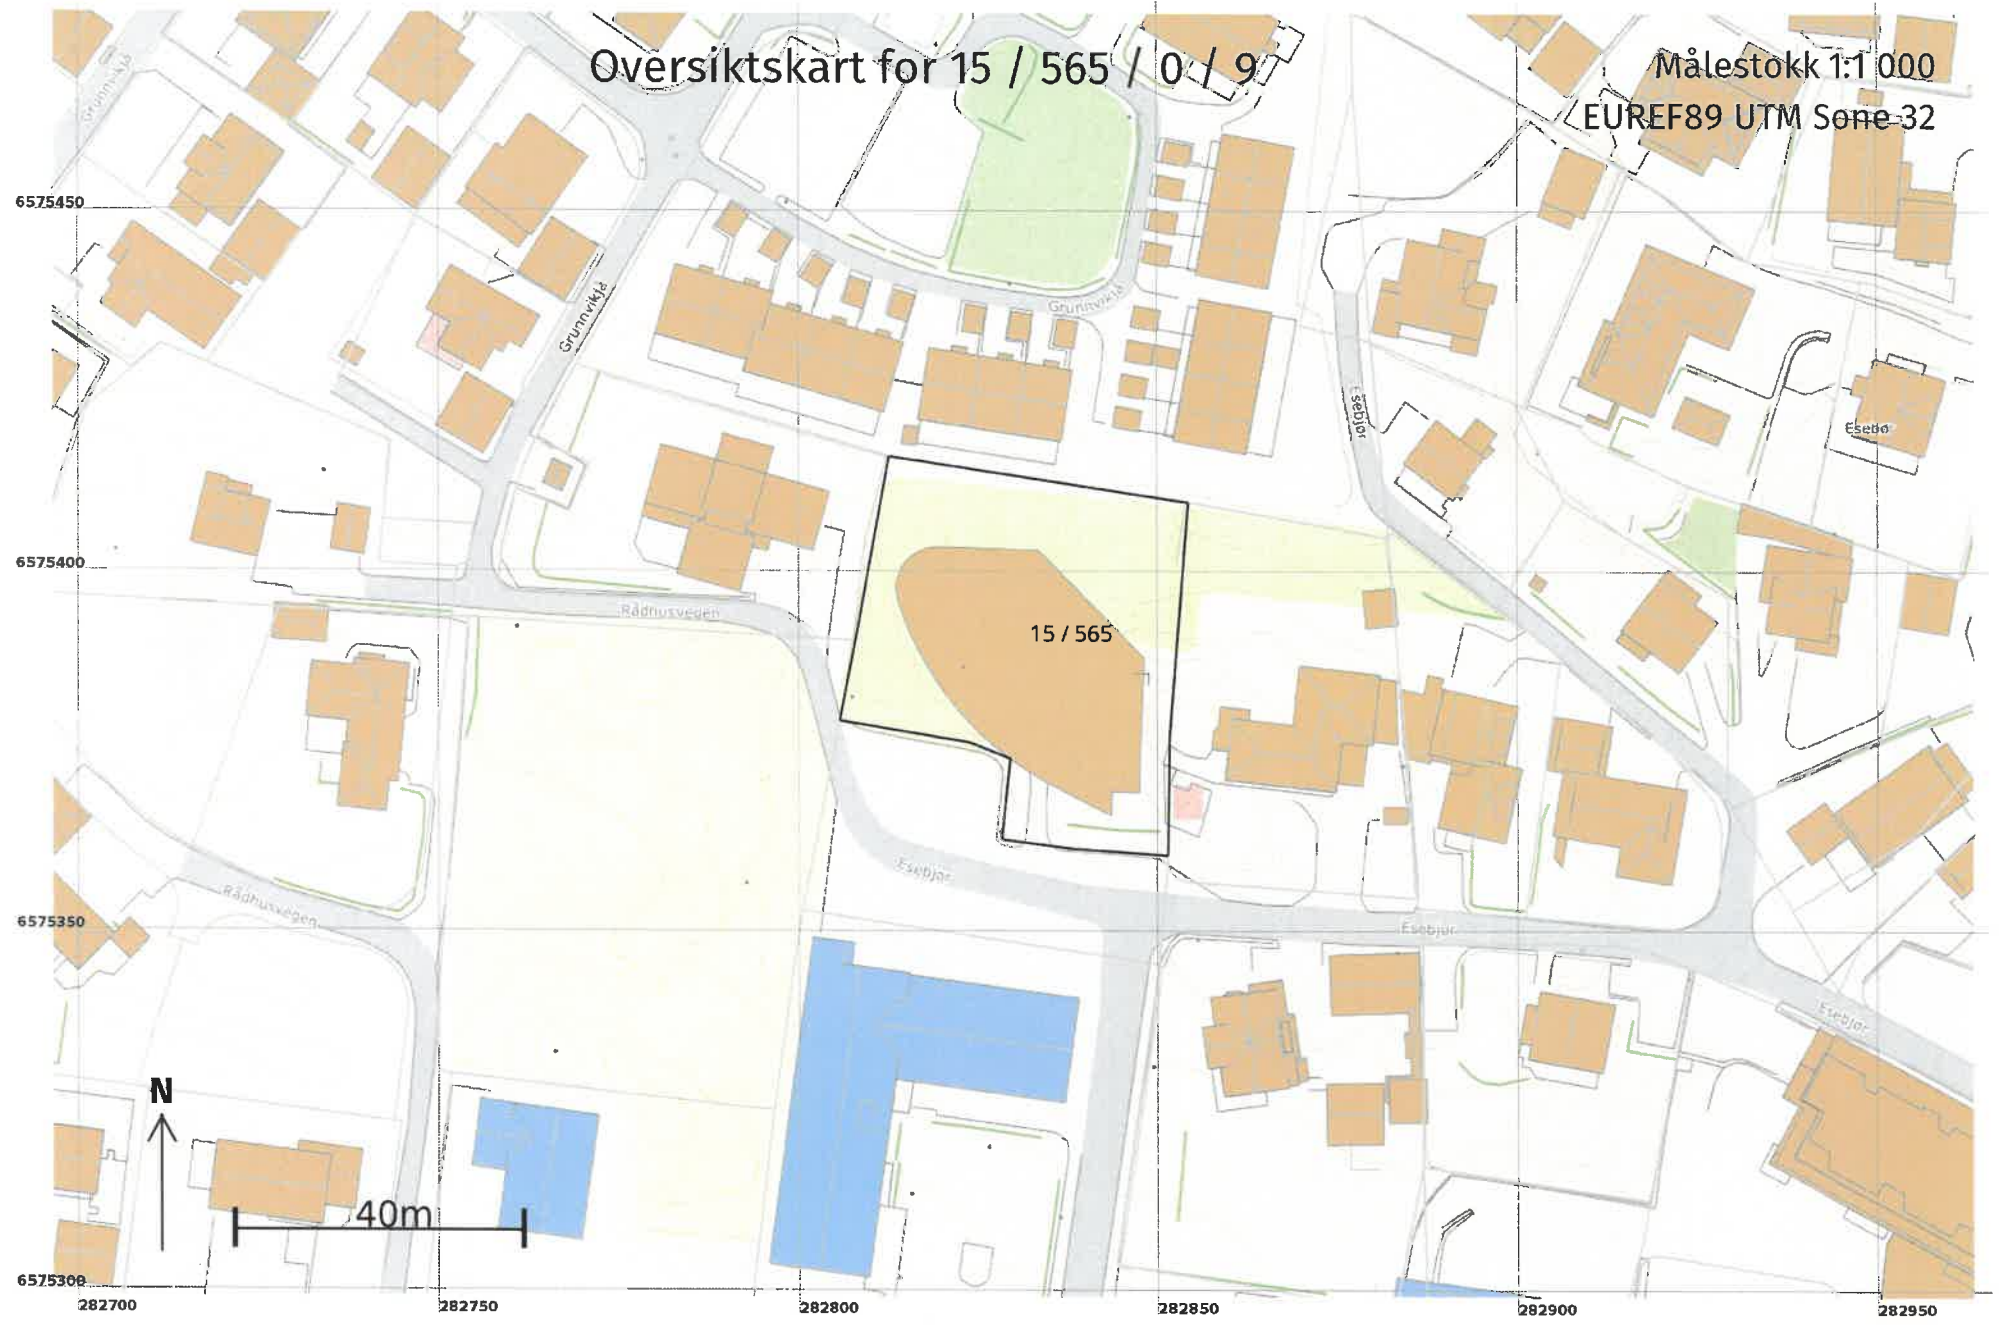 Oversiktskart for 15 / 565 / 0 / 9
Målestokk 1:1 000
EUREF89 UTM Sone 32
Grunnvikjå
6575450
Grunnvikjå
Grunnvikjå
Esebjør
Esebø
6575400
Rådhusvegen
15 / 565
Esebjør
Rådhusvegen
6575350
Esebjør
Esebjør
N
40m
6575300
282700
282750
282800
282850
282900
282950